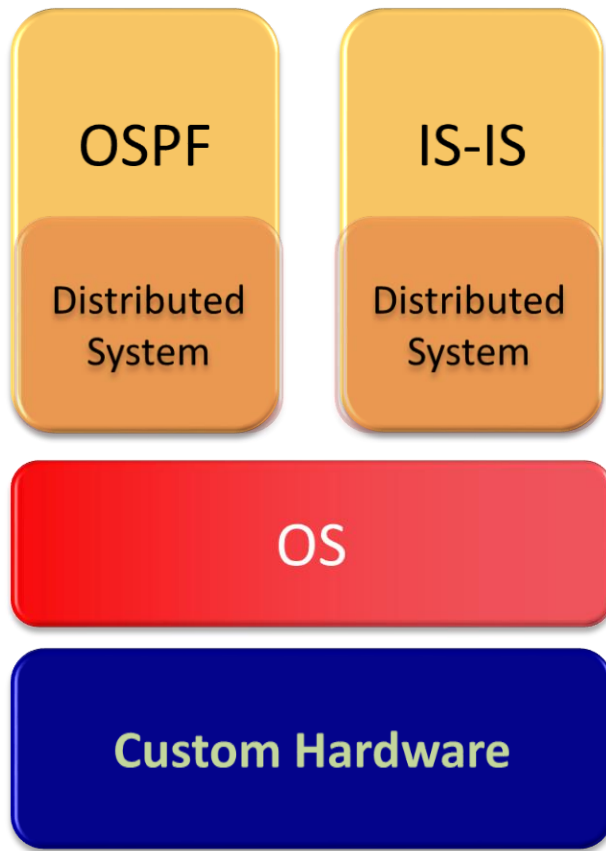 OSPF
Distributed
System
IS-IS
Distributed
System
OS
Custom Hardware